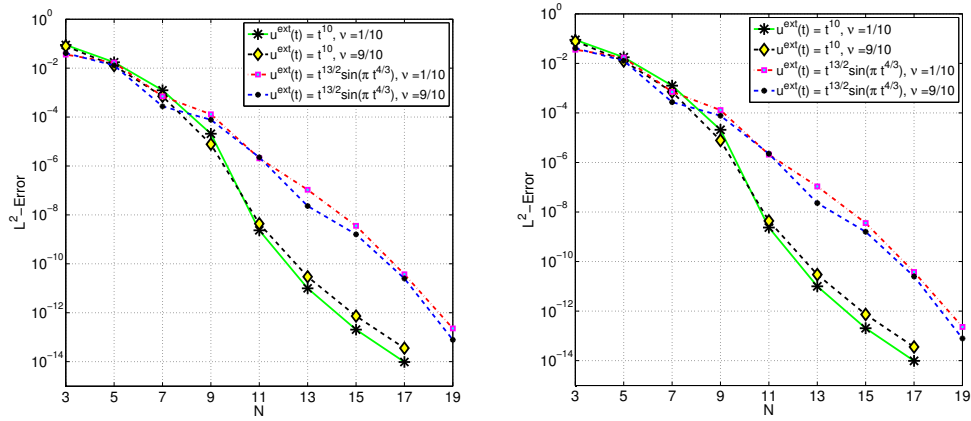 10^0
10^-2
10^-4
10^-6
10^-8
10^-10
10^-12
10^-14
L^2-Error
3 5 7 9 11 13 15 17 19
N
u^ext(t) = t^10, ν =1/10
u^ext(t) = t^10, ν =9/10
u^ext(t) = t^13/2 sin(π t^4/3), ν =1/10
u^ext(t) = t^13/2 sin(π t^4/3), ν =9/10
10^0
10^-2
10^-4
10^-6
10^-8
10^-10
10^-12
10^-14
L^2-Error
3 5 7 9 11 13 15 17 19
N
u^ext(t) = t^10, ν =1/10
u^ext(t) = t^10, ν =9/10
u^ext(t) = t^13/2 sin(π t^4/3), ν =1/10
u^ext(t) = t^13/2 sin(π t^4/3), ν =9/10